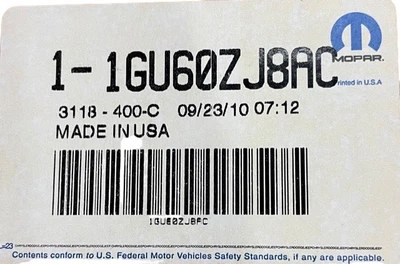 1- 1GU60ZJ8AC
MOPAR.
Printed in U.S.A
3118 - 400-C 09/23/10 07:12
MADE IN USA
1GU60ZJ8AC
Contents conform to U.S. Federal Motor Vehicles Safety Standards, if any are applicable.